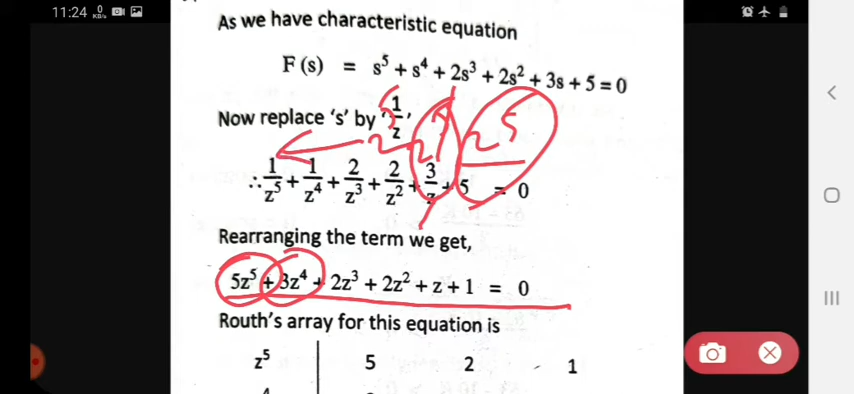 11:24 0 KB/s
As we have characteristic equation
F (s) = s⁵ + s⁴ + 2s³ + 2s² + 3s + 5 = 0
Now replace 's' by '1/z'
∴ 1/z⁵ + 1/z⁴ + 2/z³ + 2/z² + 3/z + 5 = 0
Rearranging the term we get,
5z⁵ + 3z⁴ + 2z³ + 2z² + z + 1 = 0
Routh's array for this equation is
z⁵ | 5 2 1